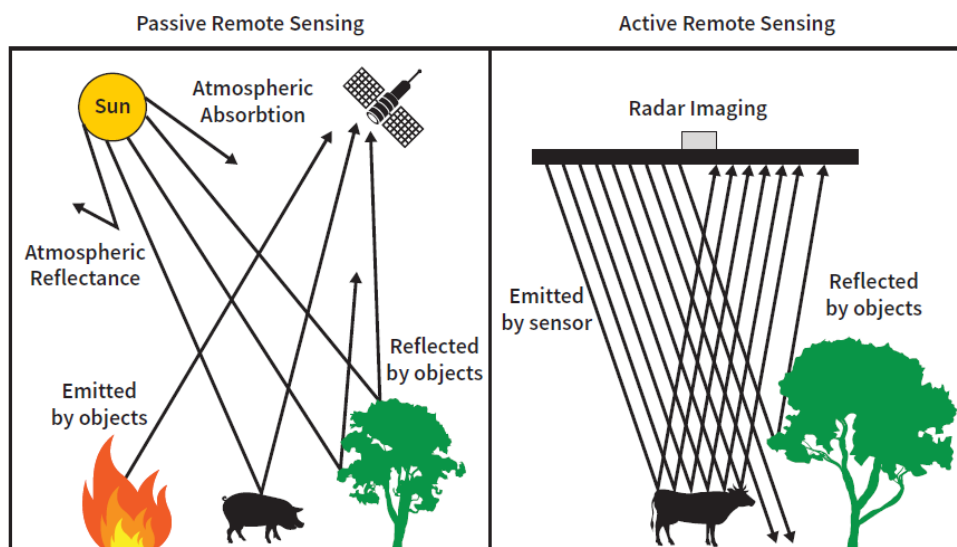 Passive Remote Sensing
Active Remote Sensing
Sun
Atmospheric
Absorbtion
Atmospheric
Reflectance
Emitted
by objects
Reflected
by objects
Radar Imaging
Emitted
by sensor
Reflected
by objects